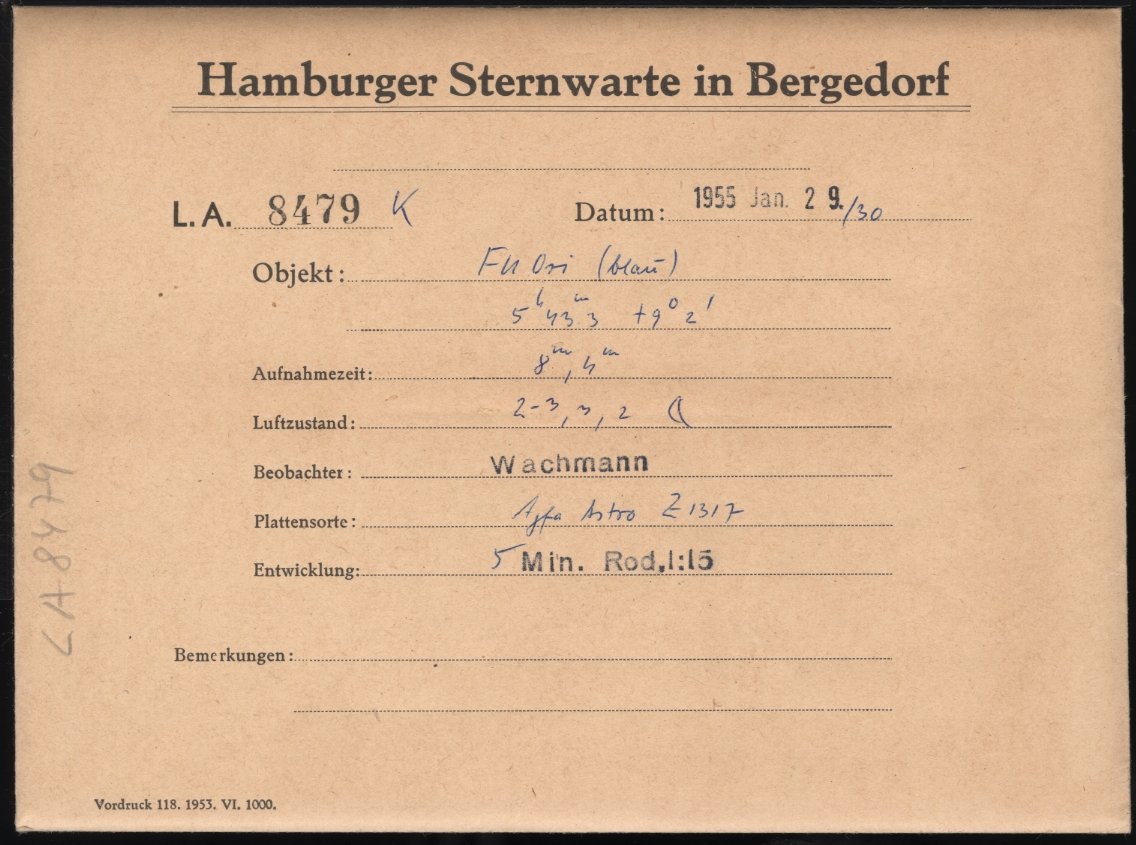 Hamburger Sternwarte in Bergedorf
L. A. 8479 K Datum: 1955 Jan. 29./30
Objekt: FU Ori (blau)
5h 43m.3 +9° 2'
Aufnahmezeit: 8m, 4m
Luftzustand: 2-3, 3, 2
Beobachter: Wachmann
Plattensorte: Agfa Astro Z 1317
Entwicklung: 5 Min. Rod. 1:15
Bemerkungen:
Vordruck 118. 1953. VI. 1000.
LA 8479